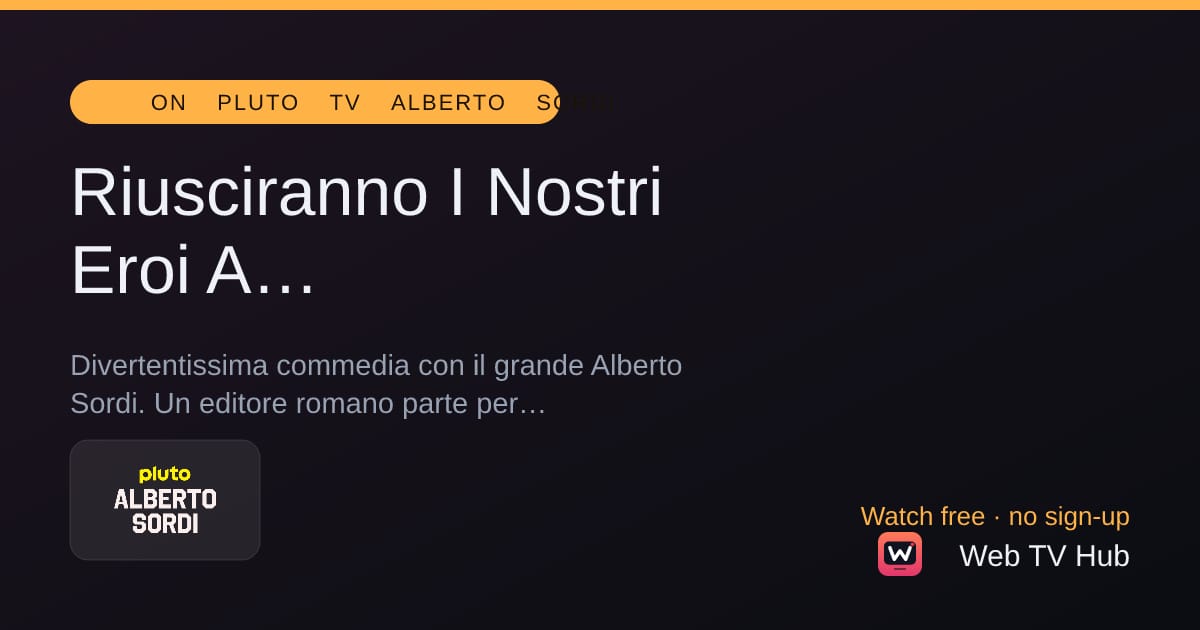 ON PLUTO TV ALBERTO SORDI
Riusciranno I Nostri
Eroi A…
Divertentissima commedia con il grande Alberto
Sordi. Un editore romano parte per…
pluto
ALBERTO
SORDI
Watch free · no sign-up
W Web TV Hub